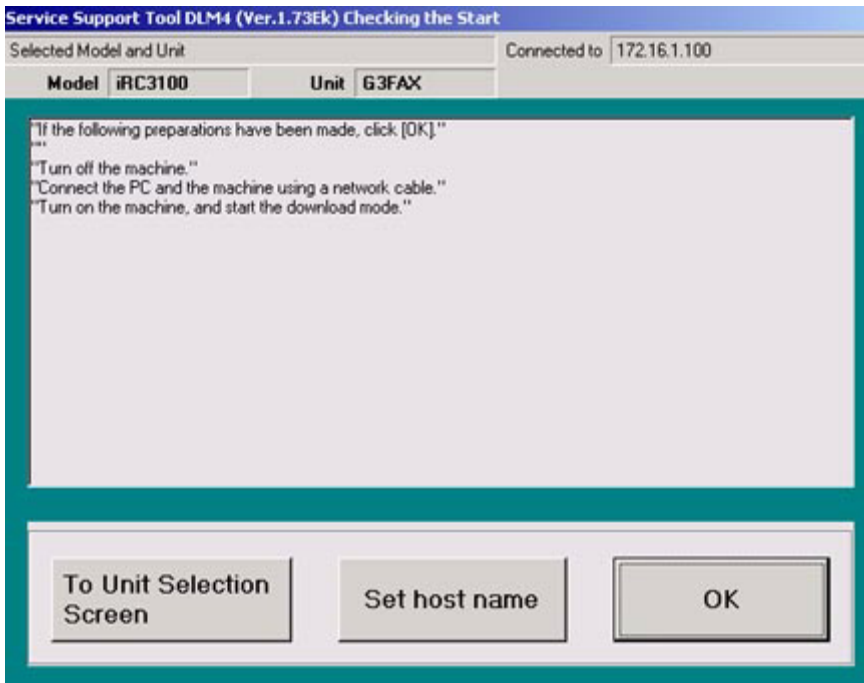 Service Support Tool DLM4 (Ver.1.73Ek) Checking the Start
Selected Model and Unit Connected to 172.16.1.100
Model iRC3100 Unit G3FAX
"If the following preparations have been made, click [OK]."
""
"Turn off the machine."
"Connect the PC and the machine using a network cable."
"Turn on the machine, and start the download mode."
To Unit Selection
Screen
Set host name
OK